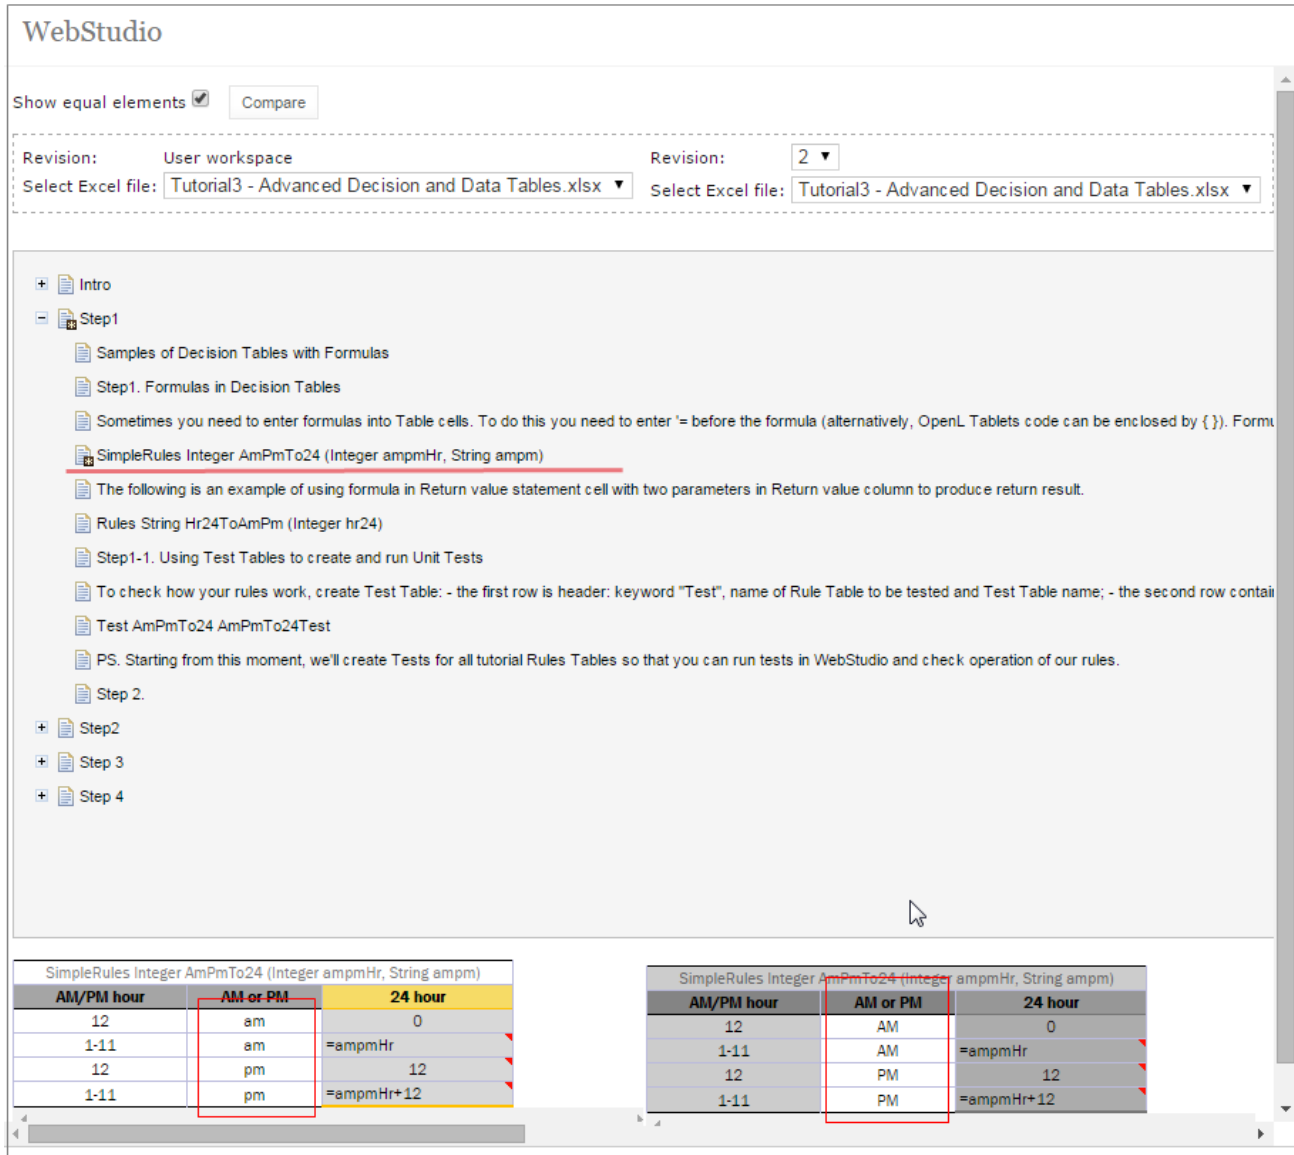 WebStudio
Show equal elements
Compare
Revision: User workspace
Revision: 2
Select Excel file: Tutorial3 - Advanced Decision and Data Tables.xlsx
Select Excel file: Tutorial3 - Advanced Decision and Data Tables.xlsx
Intro
Step1
Samples of Decision Tables with Formulas
Step1. Formulas in Decision Tables
Sometimes you need to enter formulas into Table cells. To do this you need to enter '= before the formula (alternatively, OpenL Tablets code can be enclosed by { }). Formu
SimpleRules Integer AmPmTo24 (Integer ampmHr, String ampm)
The following is an example of using formula in Return value statement cell with two parameters in Return value column to produce return result.
Rules String Hr24ToAmPm (Integer hr24)
Step1-1. Using Test Tables to create and run Unit Tests
To check how your rules work, create Test Table: - the first row is header: keyword "Test", name of Rule Table to be tested and Test Table name; - the second row contai
Test AmPmTo24 AmPmTo24Test
PS. Starting from this moment, we'll create Tests for all tutorial Rules Tables so that you can run tests in WebStudio and check operation of our rules.
Step 2.
Step2
Step 3
Step 4
SimpleRules Integer AmPmTo24 (Integer ampmHr, String ampm)
AM/PM hour AM or PM 24 hour
12 am 0
1-11 am =ampmHr
12 pm 12
1-11 pm =ampmHr+12
SimpleRules Integer AmPmTo24 (Integer ampmHr, String ampm)
AM/PM hour AM or PM 24 hour
12 AM 0
1-11 AM =ampmHr
12 PM 12
1-11 PM =ampmHr+12